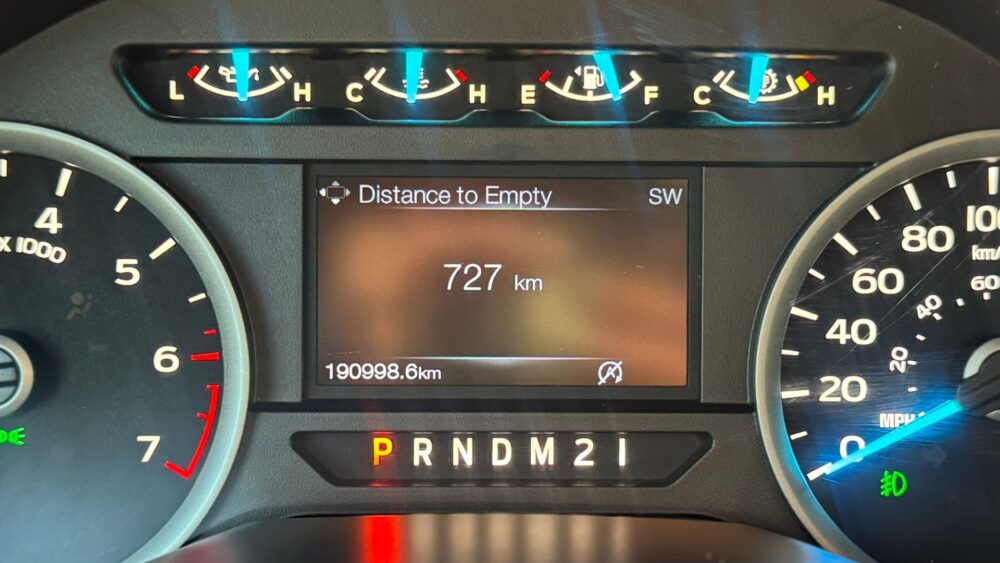 L H C H E F C H
Distance to Empty SW
727 km
190998.6km
P R N D M 2 1
4
x 1000
5
6
7
100
80
60
40
20
0
km/
60
40
20
MPH